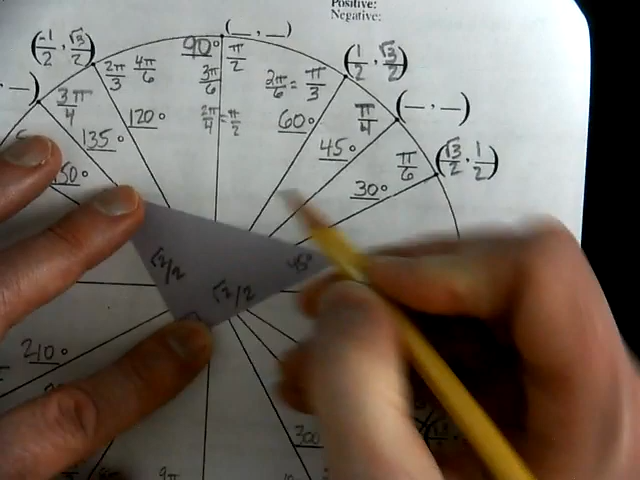 Positive:
Negative:
(__, __)
(-1/2, √3/2)
90° π/2
(1/2, √3/2)
2π/3 4π/6
3π/6
2π/6 = π/3
__)
3π/4
120°
2π/4 = π/2
60°
π/4
(__, __)
135°
45°
π/6
(√3/2, 1/2)
50°
30°
√2/2
√2/2
45°
210°
300